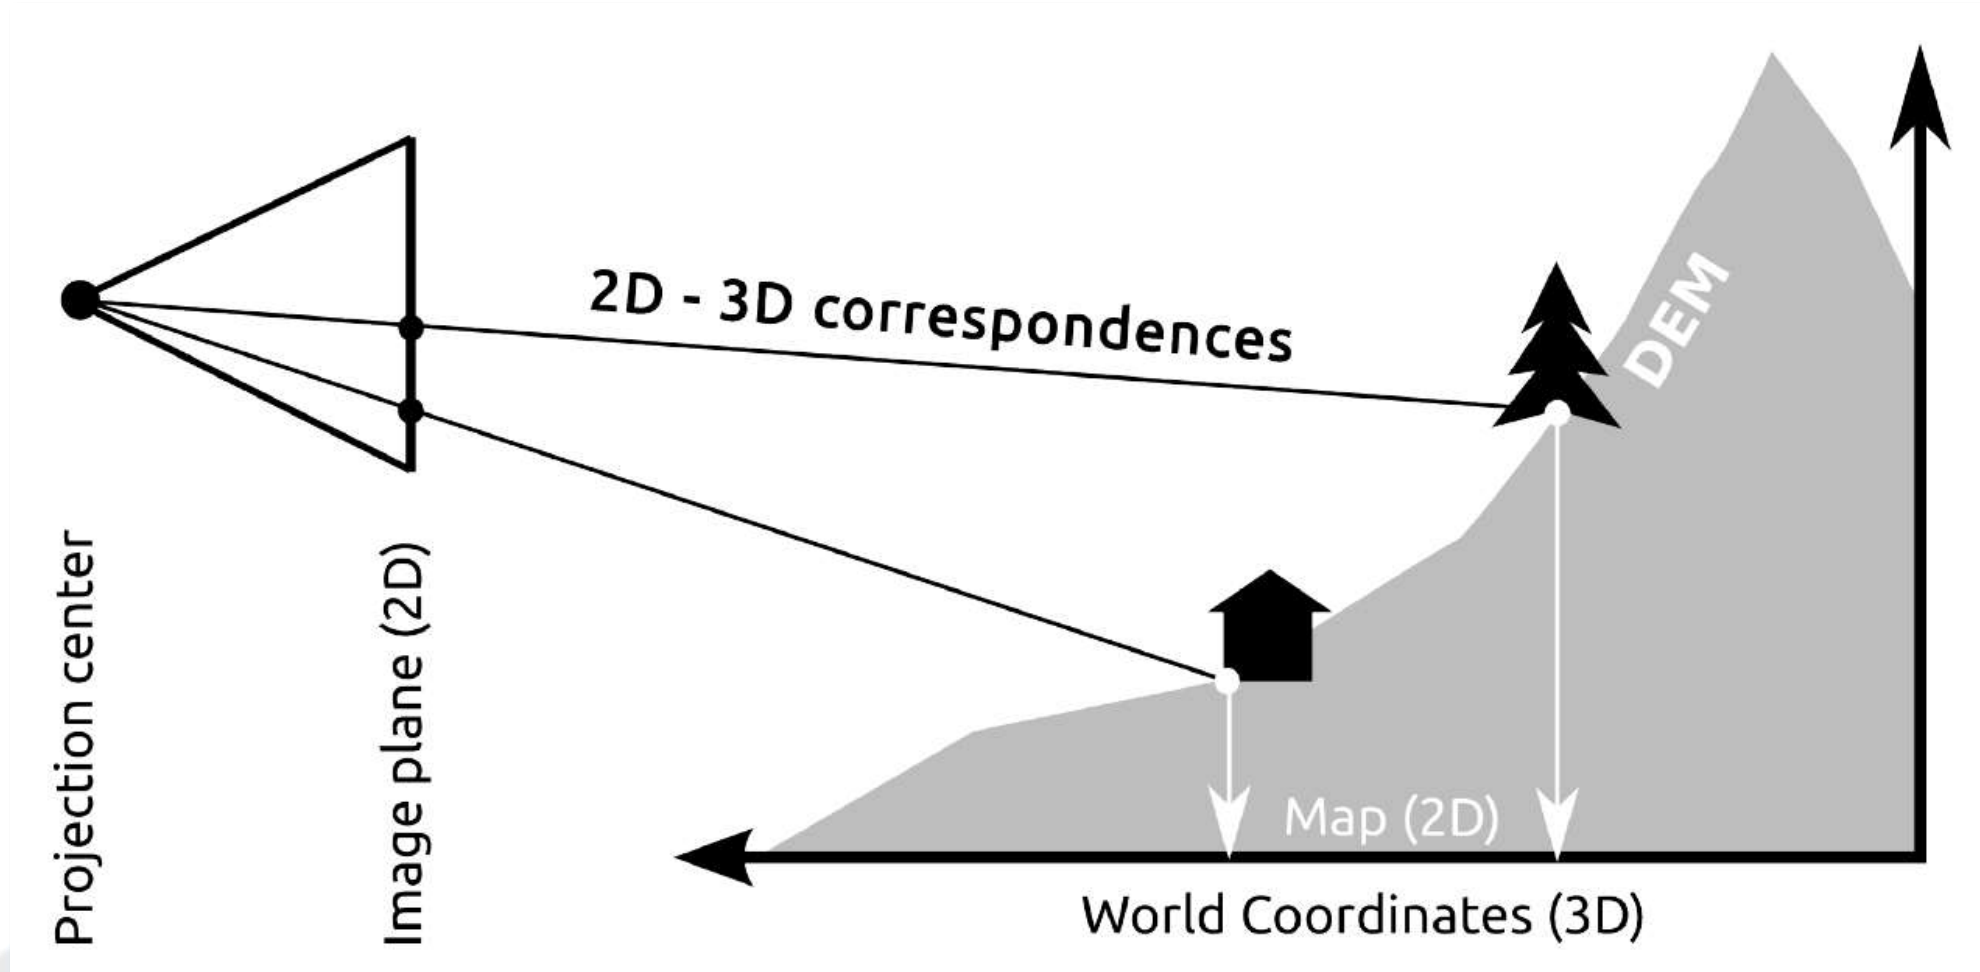 2D - 3D correspondences
DEM
Projection center
Image plane (2D)
Map (2D)
World Coordinates (3D)